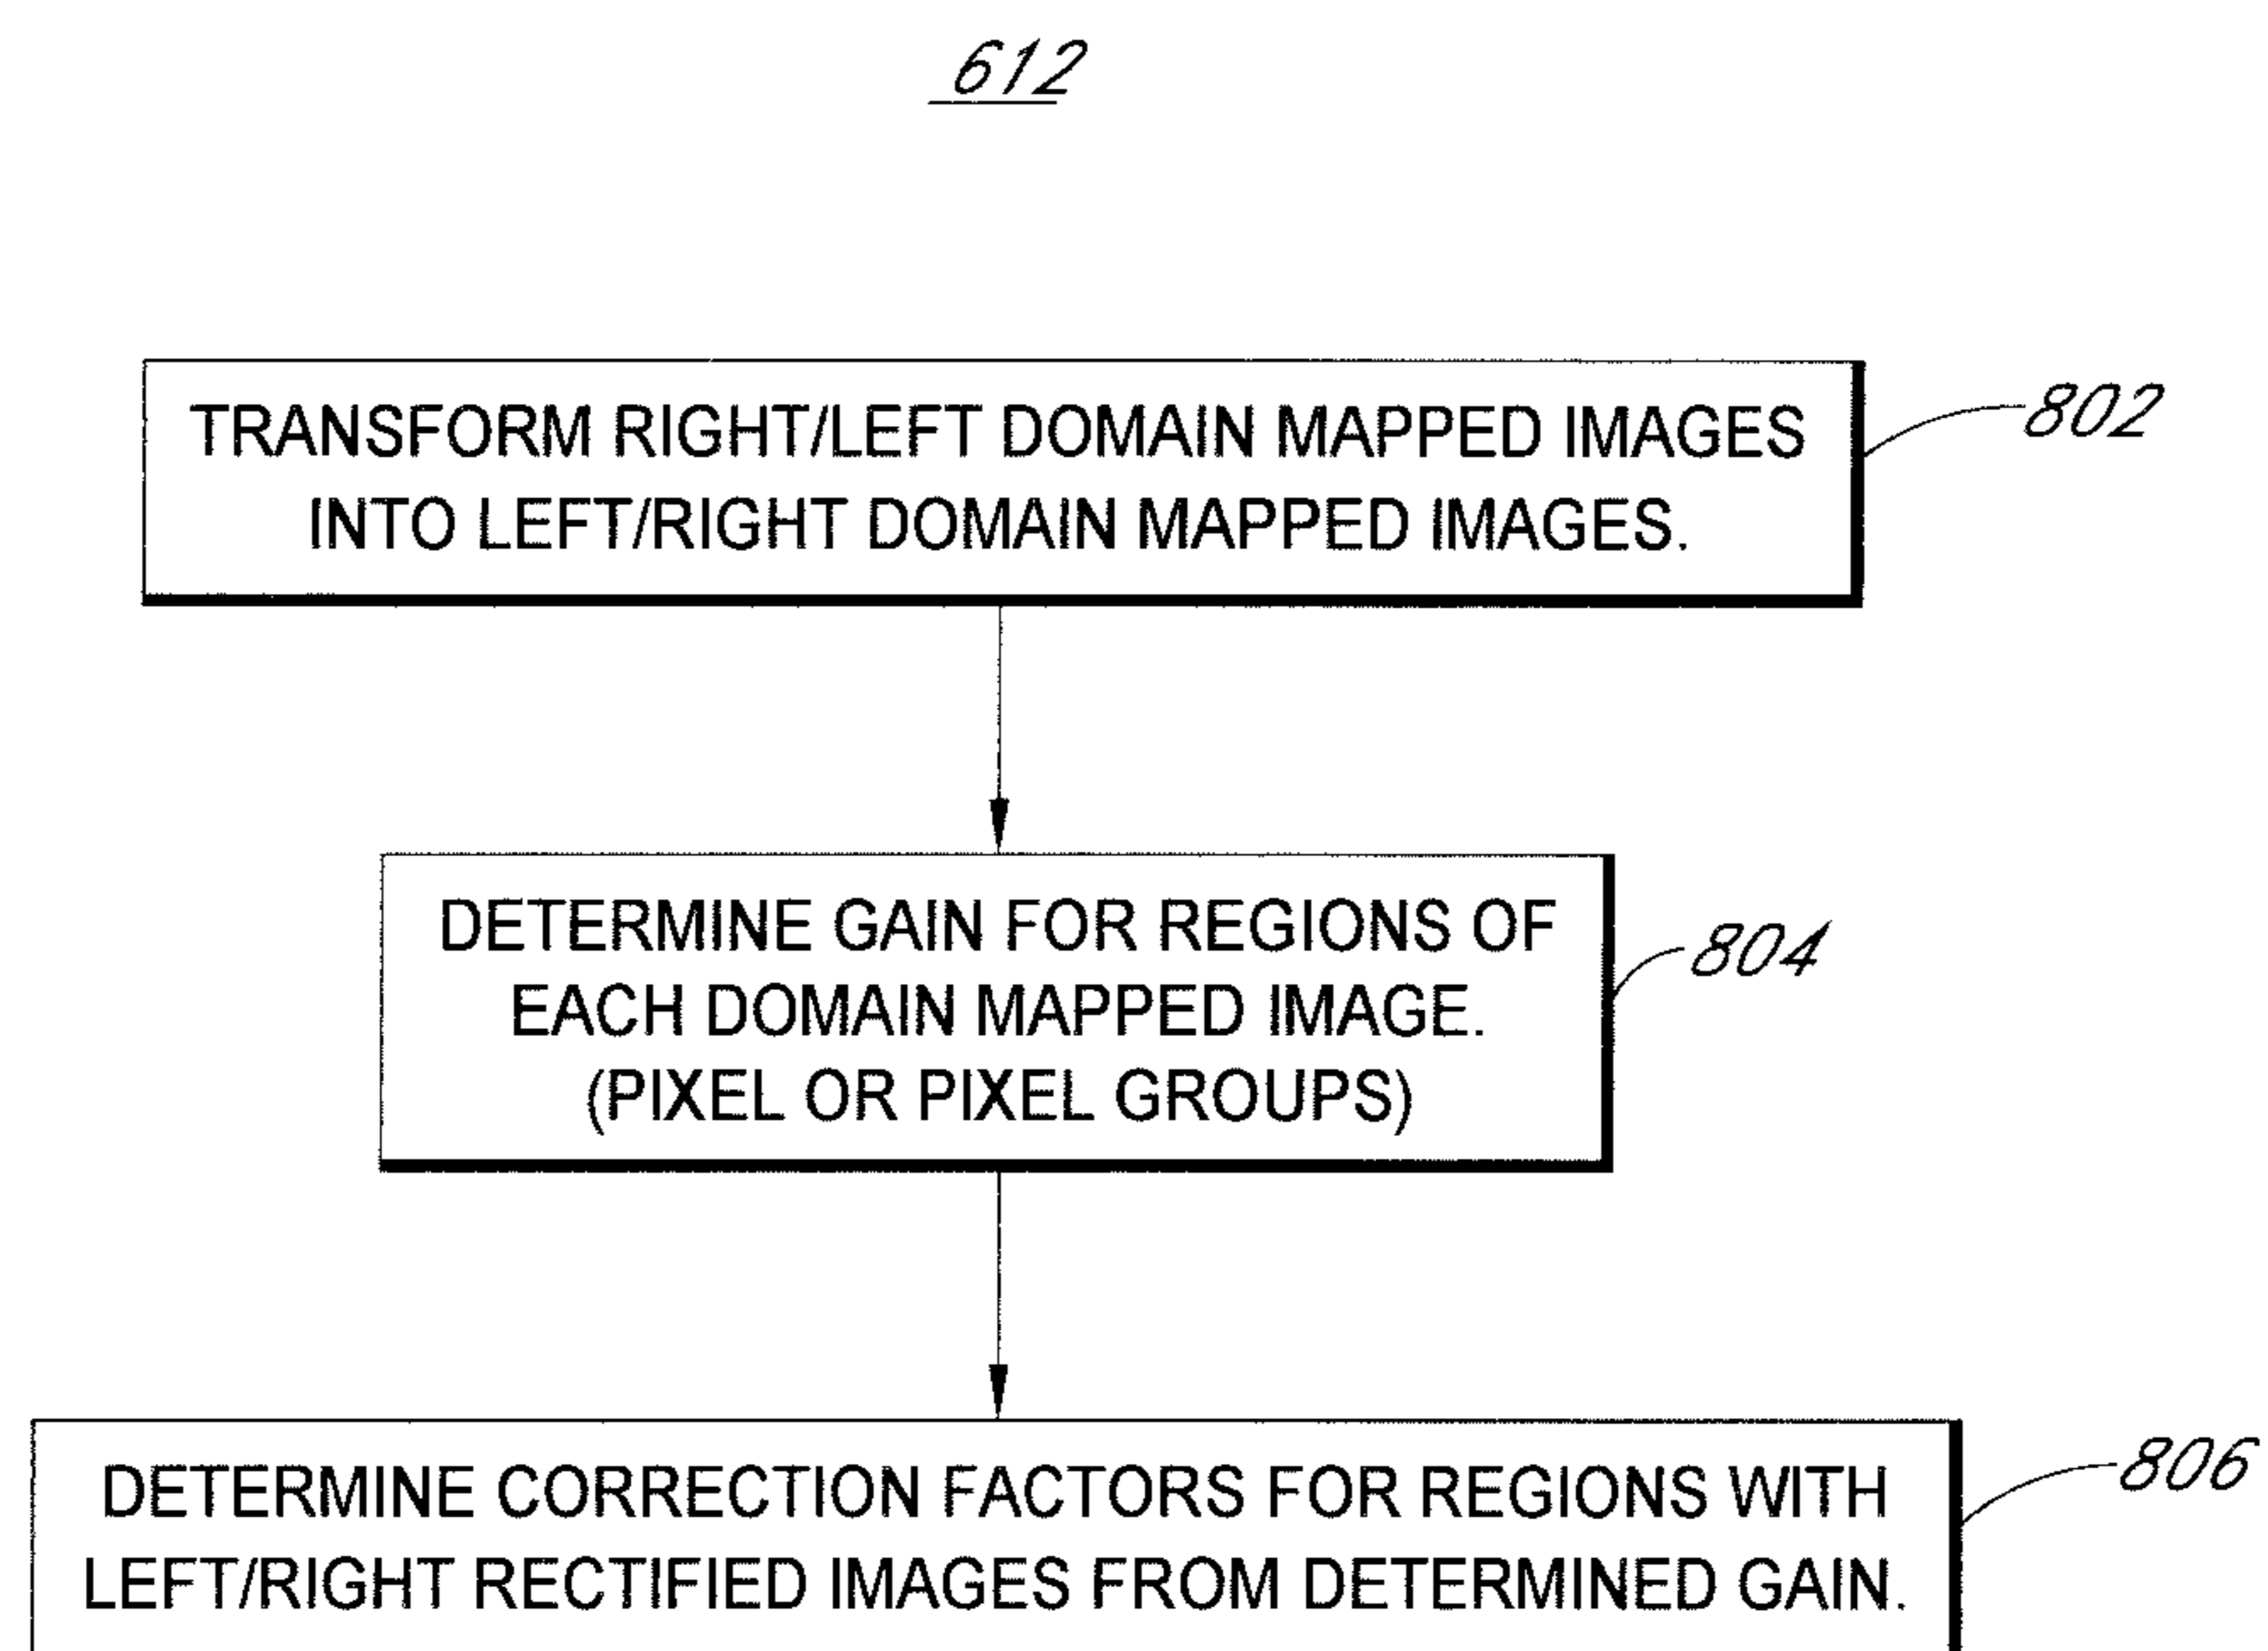 612
TRANSFORM RIGHT/LEFT DOMAIN MAPPED IMAGES
INTO LEFT/RIGHT DOMAIN MAPPED IMAGES.
802
DETERMINE GAIN FOR REGIONS OF
EACH DOMAIN MAPPED IMAGE.
(PIXEL OR PIXEL GROUPS)
804
DETERMINE CORRECTION FACTORS FOR REGIONS WITH
LEFT/RIGHT RECTIFIED IMAGES FROM DETERMINED GAIN.
806